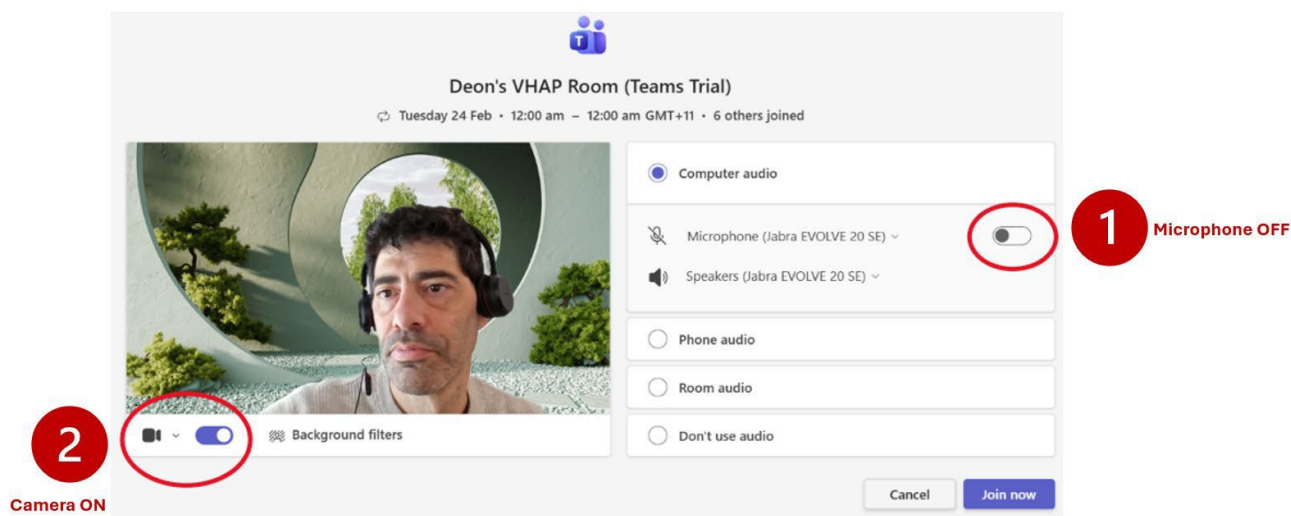 T
Deon's VHAP Room (Teams Trial)
Tuesday 24 Feb • 12:00 am – 12:00 am GMT+11 • 6 others joined
Computer audio
Microphone (Jabra EVOLVE 20 SE)
1 Microphone OFF
Speakers (Jabra EVOLVE 20 SE)
Phone audio
Room audio
2
Background filters
Don't use audio
Camera ON
Cancel
Join now